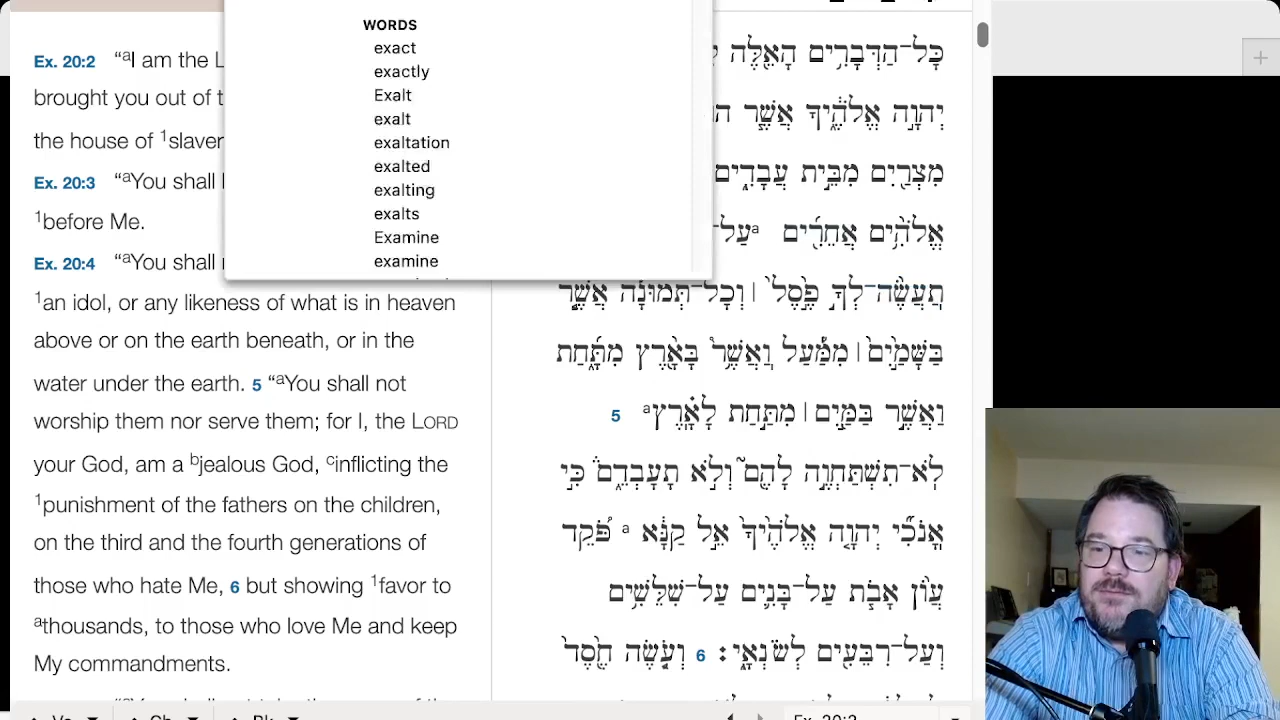 WORDS
exact
exactly
Exalt
exalt
exaltation
exalted
exalting
exalts
Examine
examine
Ex. 20:2 “ᵃI am the L
brought you out of t
the house of ¹slaver
Ex. 20:3 “ᵃYou shall
¹before Me.
Ex. 20:4 “ᵃYou shall
¹an idol, or any likeness of what is in heaven
above or on the earth beneath, or in the
water under the earth. 5 “ᵃYou shall not
worship them nor serve them; for I, the LORD
your God, am a ᵇjealous God, ᶜinflicting the
¹punishment of the fathers on the children,
on the third and the fourth generations of
those who hate Me, 6 but showing ¹favor to
ᵃthousands, to those who love Me and keep
My commandments.
כָּל־הַדְּבָרִ֥ים הָאֵ֖לֶּה
יְהוָ֣ה אֱלֹהֶ֑֔יךָ אֲשֶׁ֧ר
מִצְרַ֖יִם מִבֵּ֣֥ית עֲבָדִ֑͏ֽים
אֱלֹהִ֥֨ים אֲחֵרִ֖֜ים ᵃעַל־
תַֽעֲשֶׂ֨ה־לְךָ֥ פֶ֣֙סֶל֙ ׀ וְכָל־תְּמוּנָ֡ה אֲשֶׁ֤֣ר
בַּשָּׁמַ֣֙יִם֙ ׀ מִמַּ֡֔עַל וַֽאֲשֶׁ֥ר֩ בָּאָ֖֨רֶץ מִתַָּ֑֜חַת
וַאֲשֶׁ֥ר בַּמַּ֖֣יִם ׀ מִתַּ֥֣חַת לָאָֽ֗רֶץᵃ 5
לֹֽא־תִשְׁתַּחְוֶ֥͏ֽה לָהֶ֖ם֮ וְלֹ֣א תָעָבְדֵ֑ם֒ כִּ֣י
אָֽנֹכִ֞י יְהוָ֤ה אֱלֹהֶ֙יךָ֙ אֵ֣ל קַנָּ֔א ᵃ פֹּ֠קֵד
עֲוֺ֨ן אָבֹ֧ת עַל־בָּנִ֛ים עַל־שִׁלֵּשִׁ֥ים
וְעַל־רִבֵּעִ֖ים לְשֹׂנְאָֽ֑י׃ 6 וְעֹ֥֤שֶׂה חֶ֖֙סֶד֙
Ex. 20:2